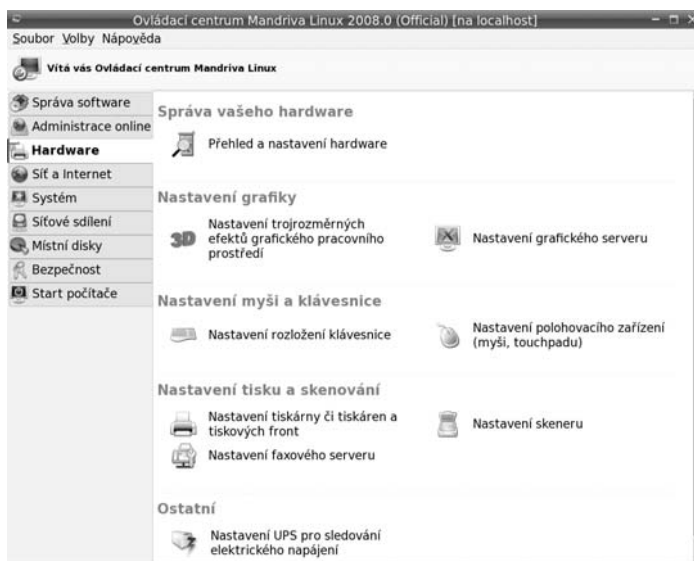 Ovládací centrum Mandriva Linux 2008.0 (Official) [na localhost]
Soubor Volby Nápověda
Vítá vás Ovládací centrum Mandriva Linux
Správa software
Administrace online
Hardware
Síť a Internet
Systém
Síťové sdílení
Místní disky
Bezpečnost
Start počítače
Správa vašeho hardware
Přehled a nastavení hardware
Nastavení grafiky
3D
Nastavení trojrozměrných
efektů grafického pracovního
prostředí
Nastavení grafického serveru
Nastavení myši a klávesnice
Nastavení rozložení klávesnice
Nastavení polohovacího zařízení
(myši, touchpadu)
Nastavení tisku a skenování
Nastavení tiskárny či tiskáren a
tiskových front
Nastavení skeneru
Nastavení faxového serveru
Ostatní
Nastavení UPS pro sledování
elektrického napájení